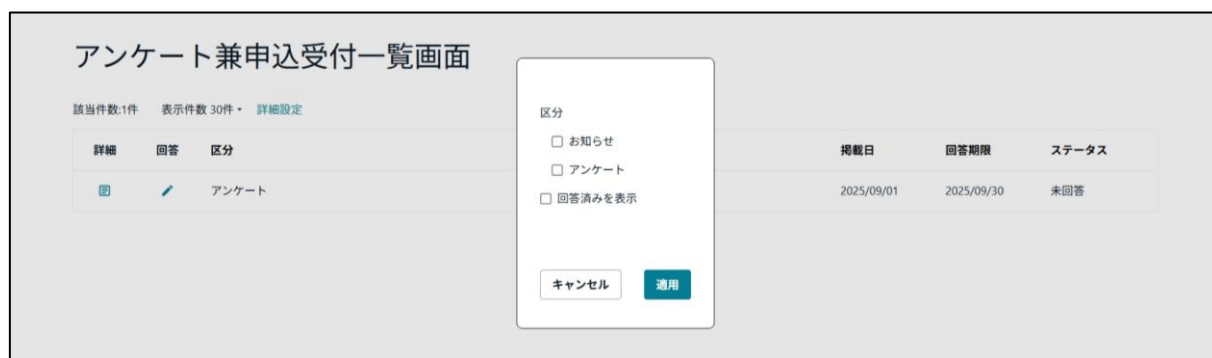 アンケート兼申込受付一覧画面
該当件数:1件 表示件数 30件 詳細設定
詳細 回答 区分 掲載日 回答期限 ステータス
アンケート 2025/09/01 2025/09/30 未回答
区分
お知らせ
アンケート
回答済みを表示
キャンセル 適用